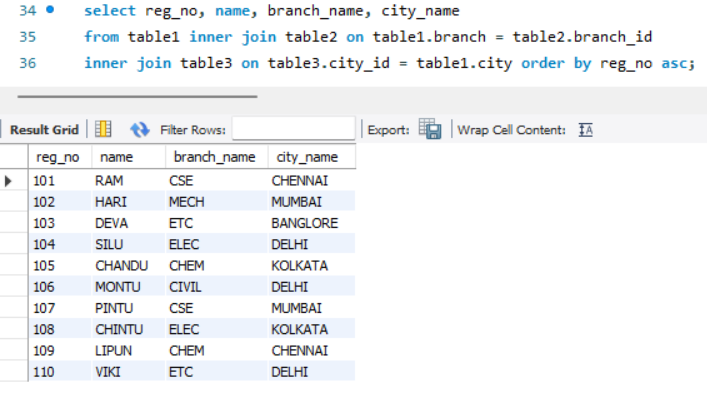 34 select reg_no, name, branch_name, city_name
35 from table1 inner join table2 on table1.branch = table2.branch_id
36 inner join table3 on table3.city_id = table1.city order by reg_no asc;
Result Grid Filter Rows: Export: Wrap Cell Content: IA
reg_no name branch_name city_name
101 RAM CSE CHENNAI
102 HARI MECH MUMBAI
103 DEVA ETC BANGLORE
104 SILU ELEC DELHI
105 CHANDU CHEM KOLKATA
106 MONTU CIVIL DELHI
107 PINTU CSE MUMBAI
108 CHINTU ELEC KOLKATA
109 LIPUN CHEM CHENNAI
110 VIKI ETC DELHI